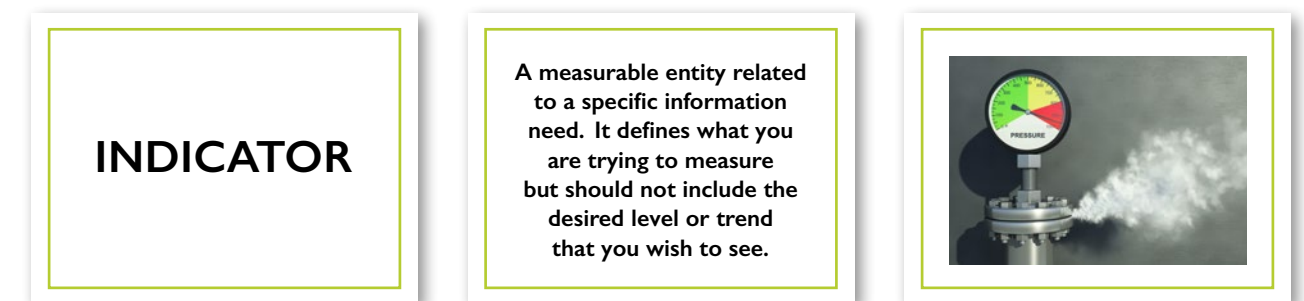 INDICATOR
A measurable entity related
to a specific information
need. It defines what you
are trying to measure
but should not include the
desired level or trend
that you wish to see.
PRESSURE